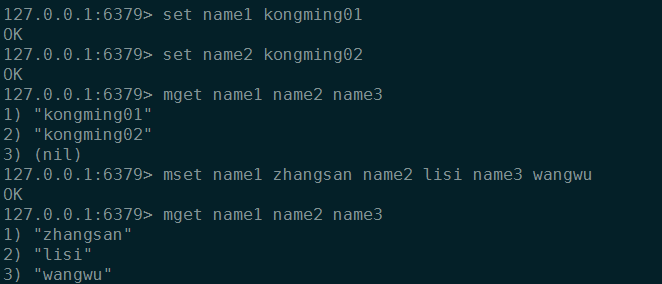 127.0.0.1:6379> set name1 kongming01
OK
127.0.0.1:6379> set name2 kongming02
OK
127.0.0.1:6379> mget name1 name2 name3
1) "kongming01"
2) "kongming02"
3) (nil)
127.0.0.1:6379> mset name1 zhangsan name2 lisi name3 wangwu
OK
127.0.0.1:6379> mget name1 name2 name3
1) "zhangsan"
2) "lisi"
3) "wangwu"